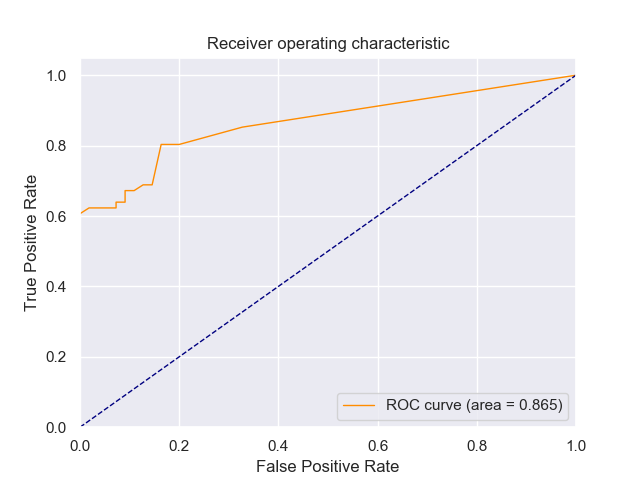 Receiver operating characteristic
True Positive Rate
1.0
0.8
0.6
0.4
0.2
0.0
ROC curve (area = 0.865)
0.0 0.2 0.4 0.6 0.8 1.0
False Positive Rate